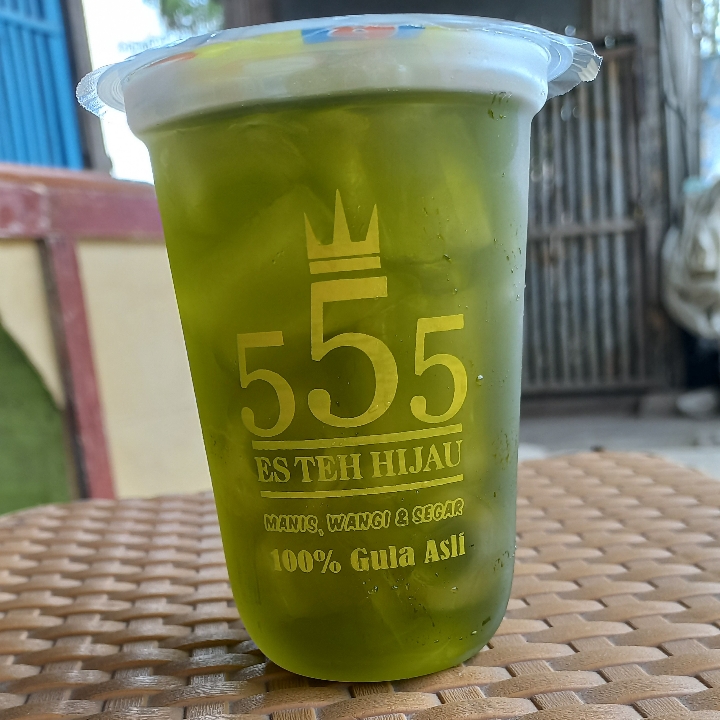 555
ES TEH HIJAU
MANIS, WANGI & SEGAR
100% Gula Asli